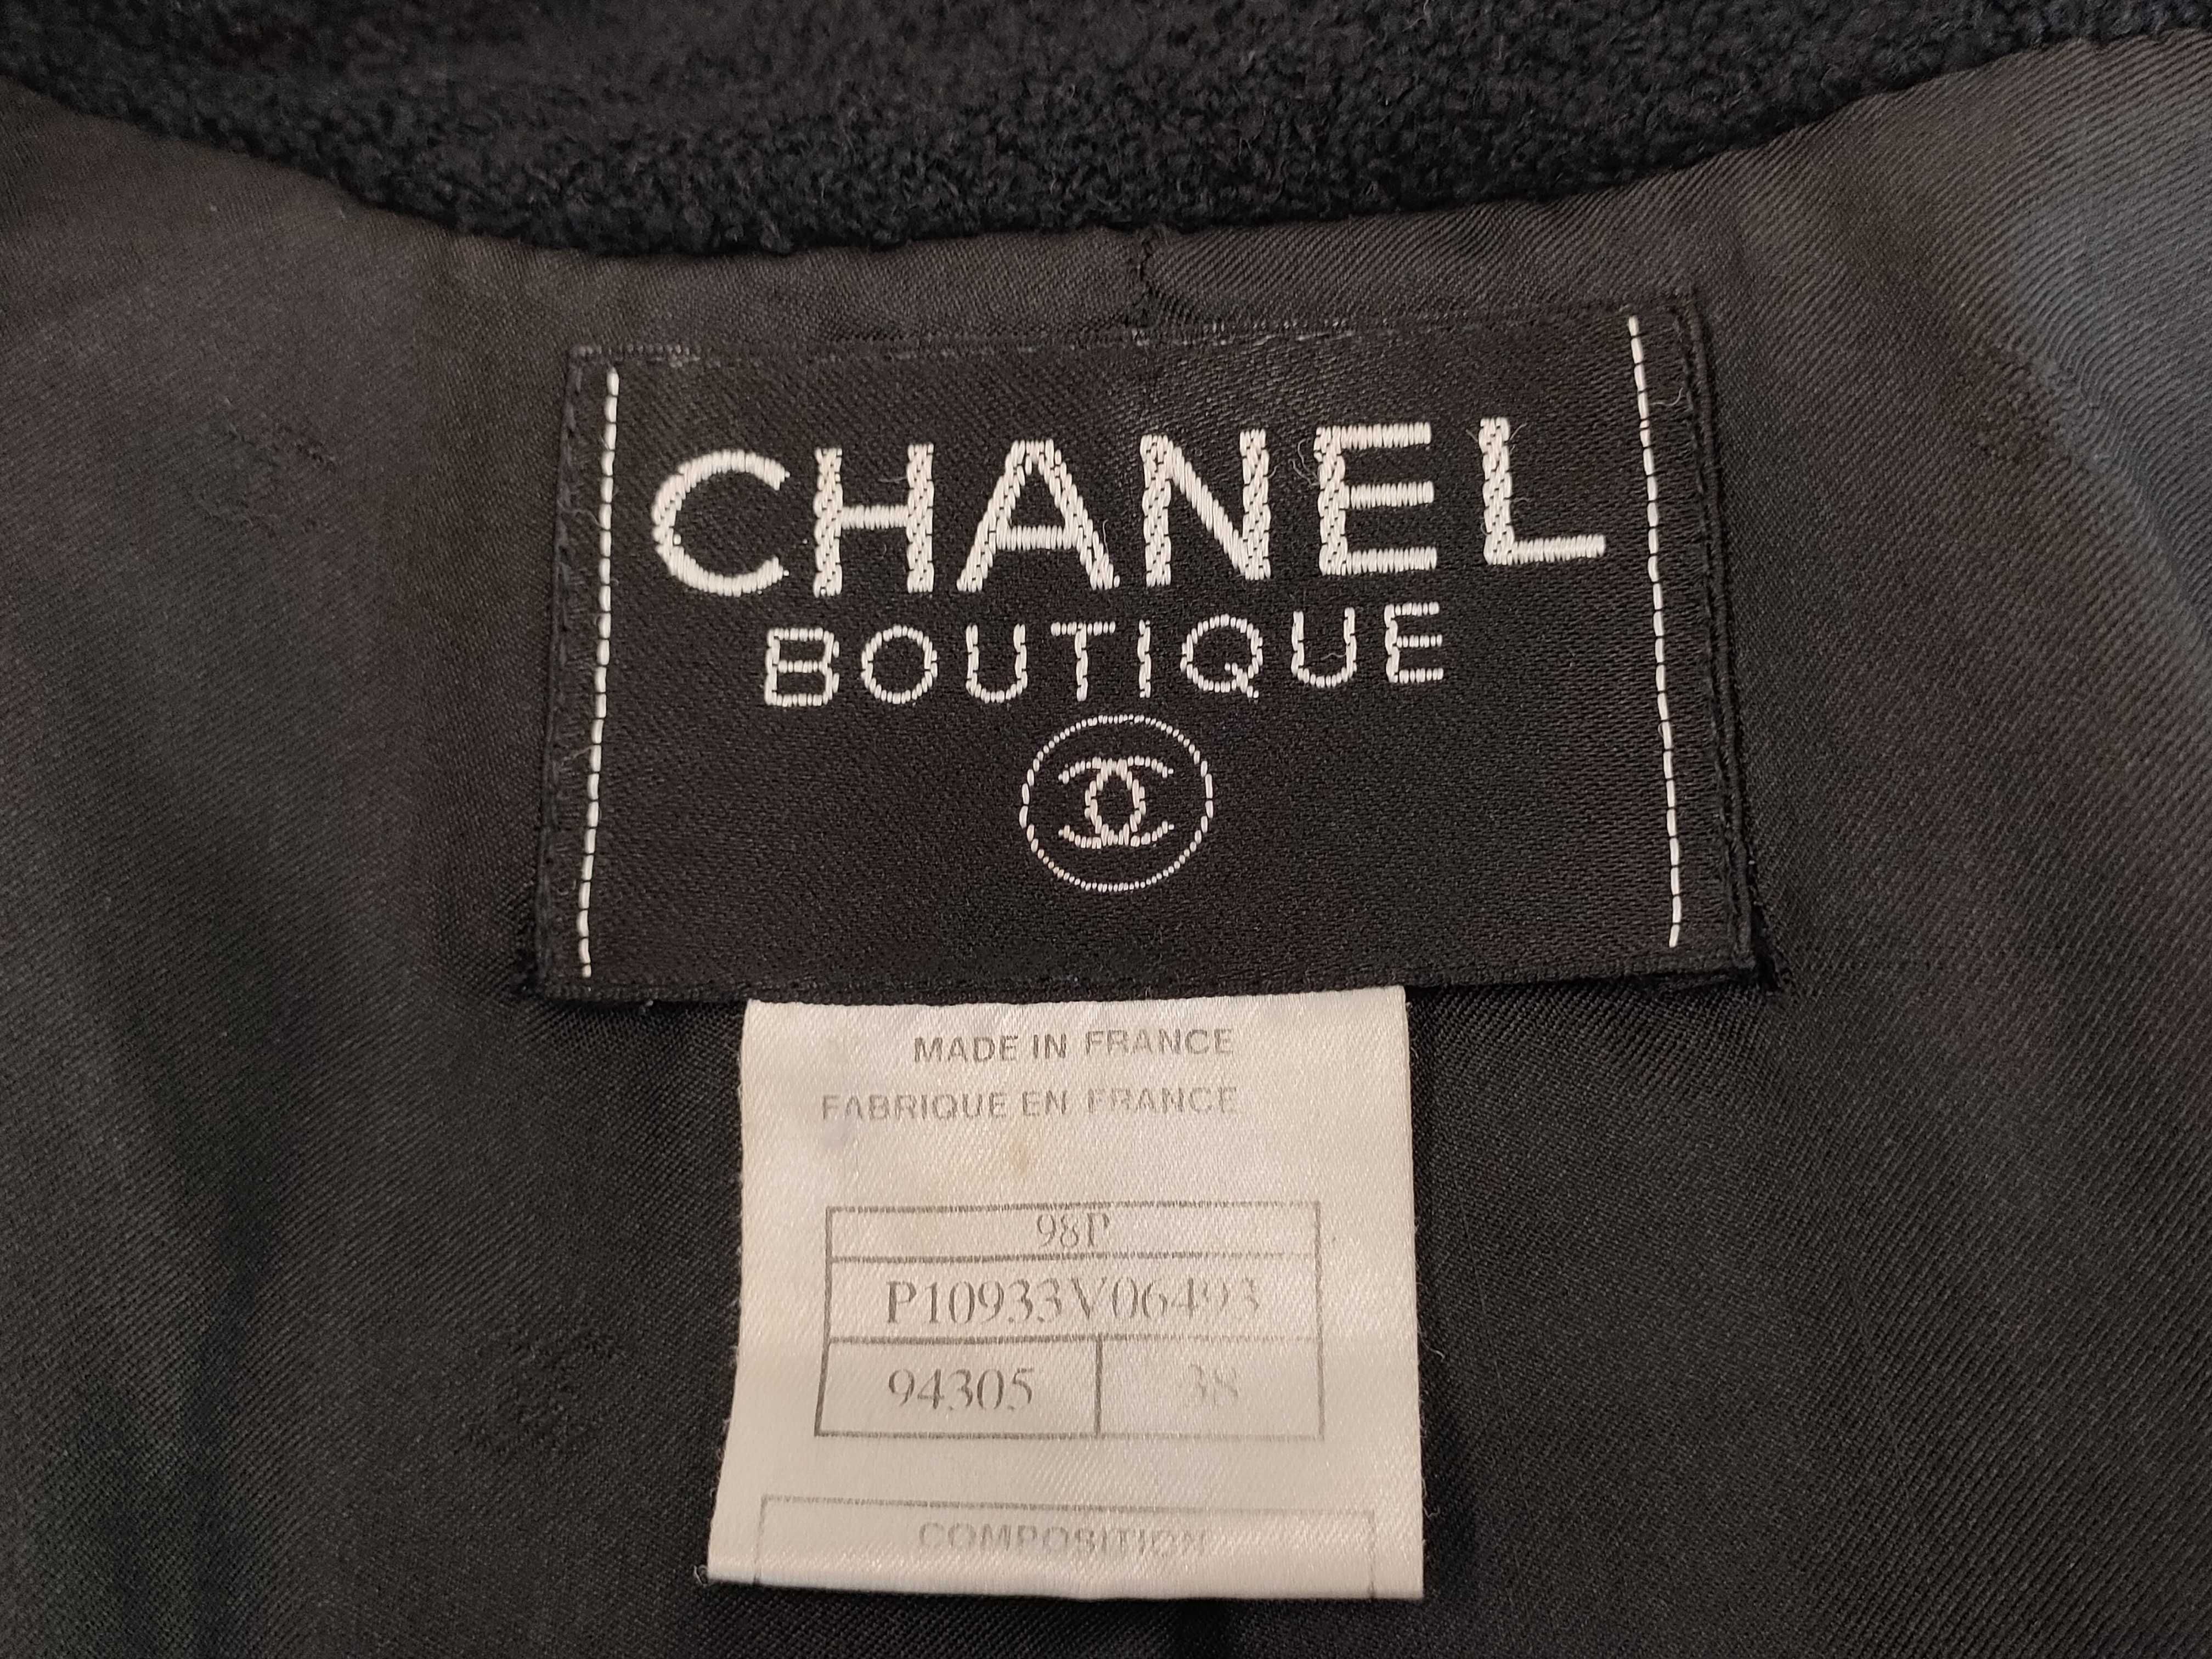 CHANEL
BOUTIQUE
MADE IN FRANCE
FABRIQUE EN FRANCE
98P
P10933V06493
94305 38
COMPOSITION